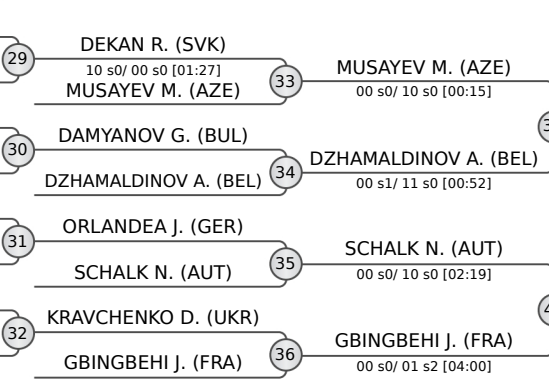 DEKAN R. (SVK)
29
10 s0/ 00 s0 [01:27]
33
MUSAYEV M. (AZE)
MUSAYEV M. (AZE)
00 s0/ 10 s0 [00:15]
DAMYANOV G. (BUL)
30
DZHAMALDINOV A. (BEL)
34
DZHAMALDINOV A. (BEL)
00 s1/ 11 s0 [00:52]
ORLANDEA J. (GER)
31
SCHALK N. (AUT)
35
SCHALK N. (AUT)
00 s0/ 10 s0 [02:19]
KRAVCHENKO D. (UKR)
32
GBINGBEHI J. (FRA)
36
GBINGBEHI J. (FRA)
00 s0/ 01 s2 [04:00]